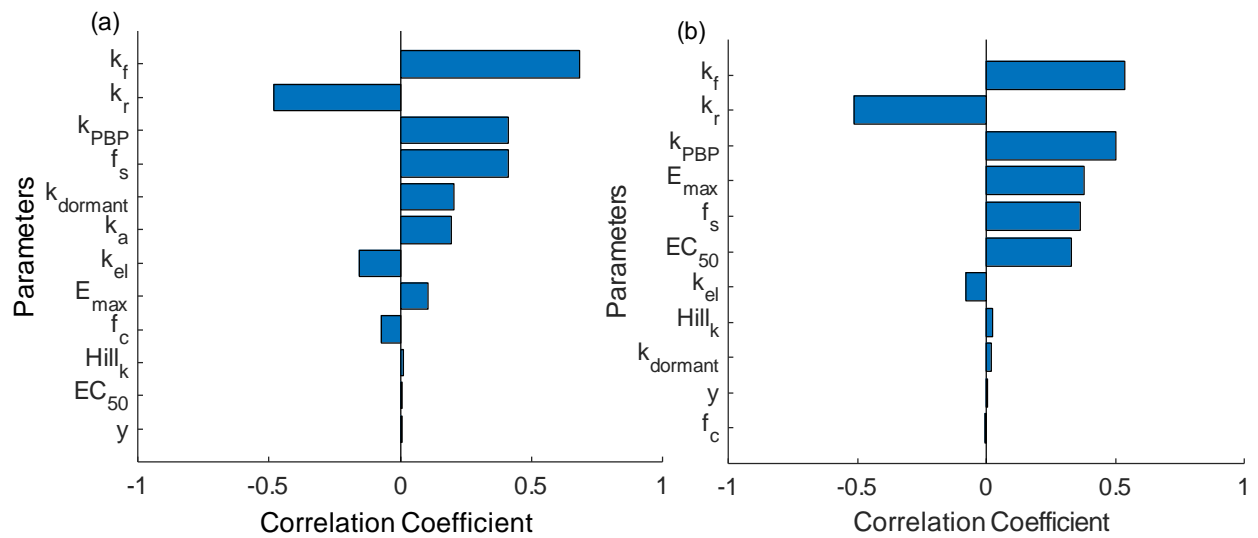 (a)
Parameters
k_f
k_r
k_PBP
f_s
k_dormant
k_a
k_el
E_max
f_c
Hill_k
EC_50
y
-1 -0.5 0 0.5 1
Correlation Coefficient
(b)
Parameters
k_f
k_r
k_PBP
E_max
f_s
EC_50
k_el
Hill_k
k_dormant
y
f_c
-1 -0.5 0 0.5 1
Correlation Coefficient